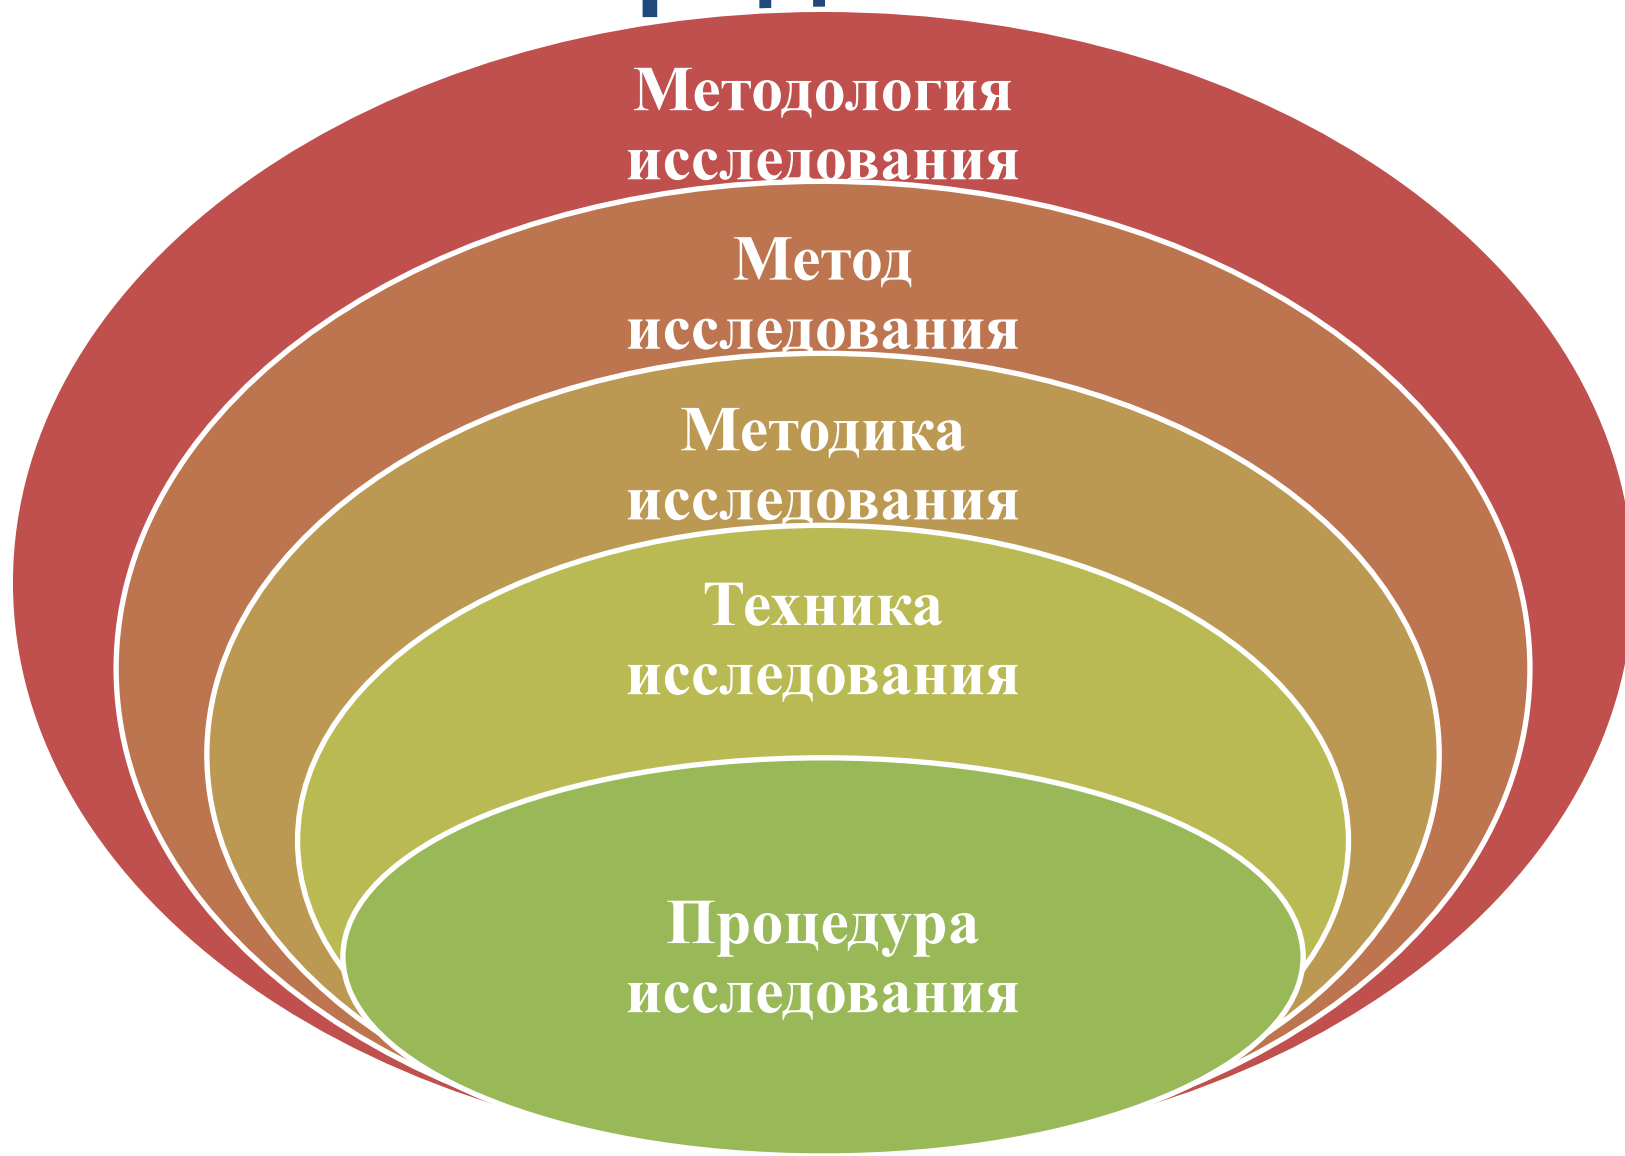 Методология
исследования
Метод
исследования
Методика
исследования
Техника
исследования
Процедура
исследования